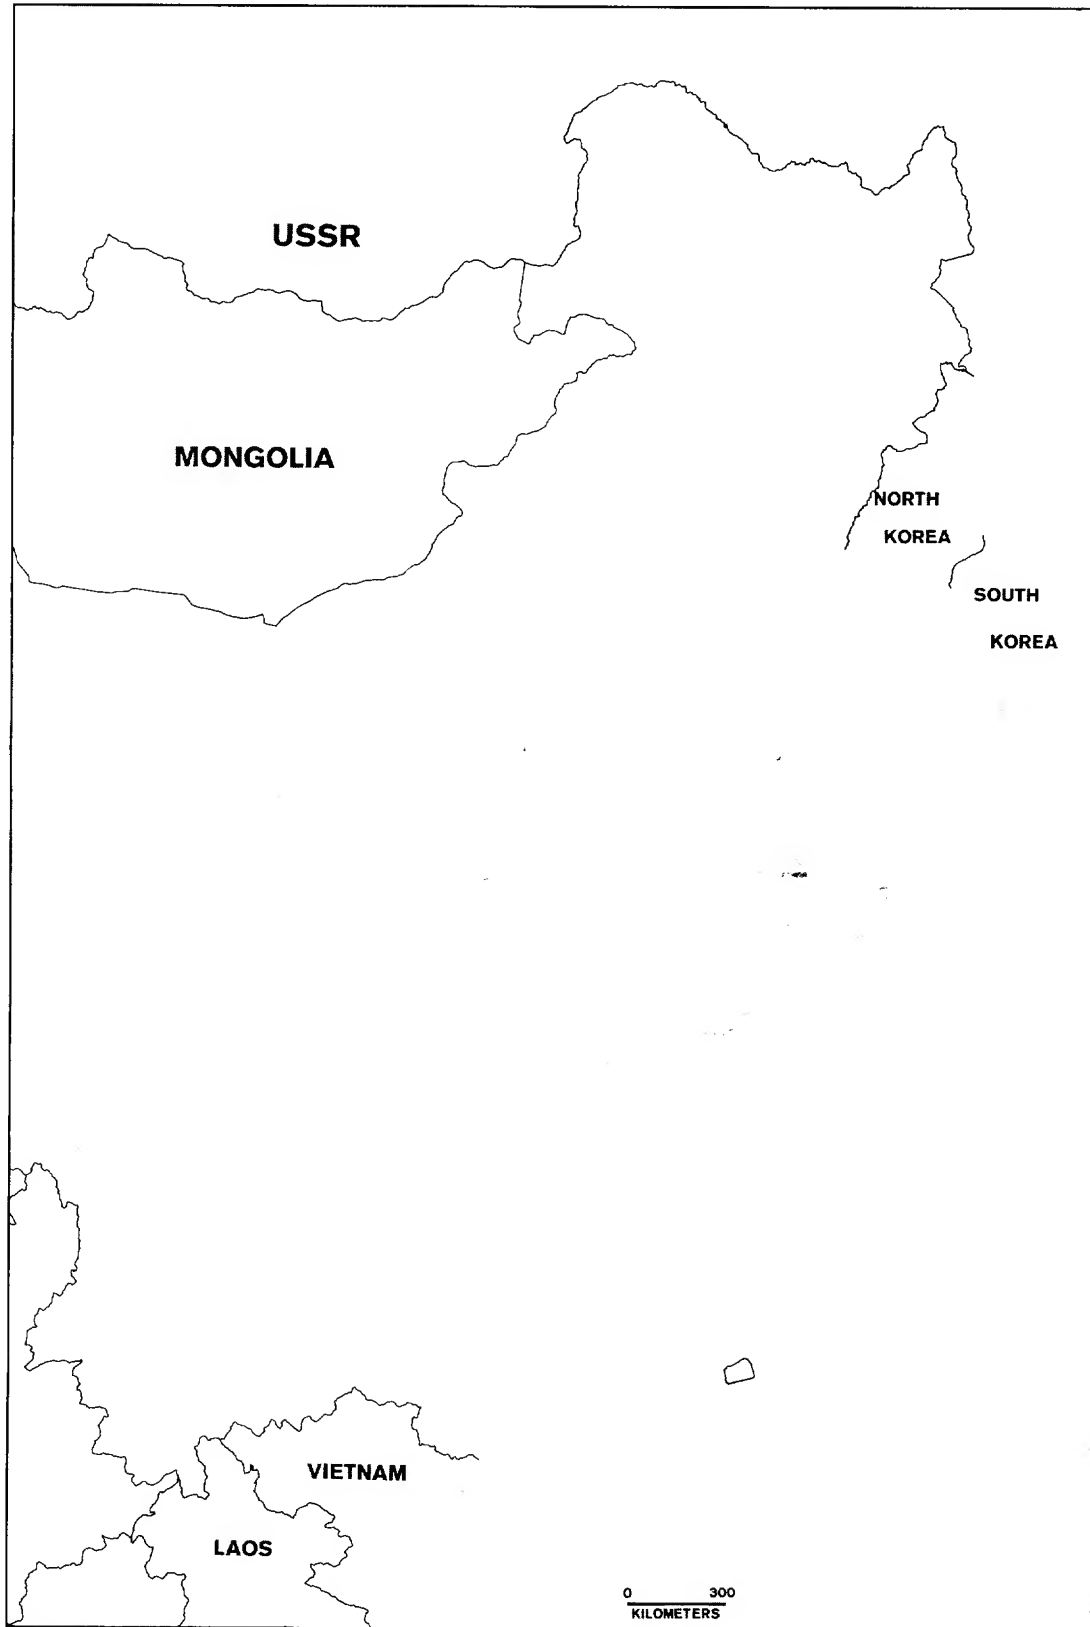 USSR
MONGOLIA
NORTH
KOREA
SOUTH
KOREA
VIETNAM
LAOS
0 300
KILOMETERS